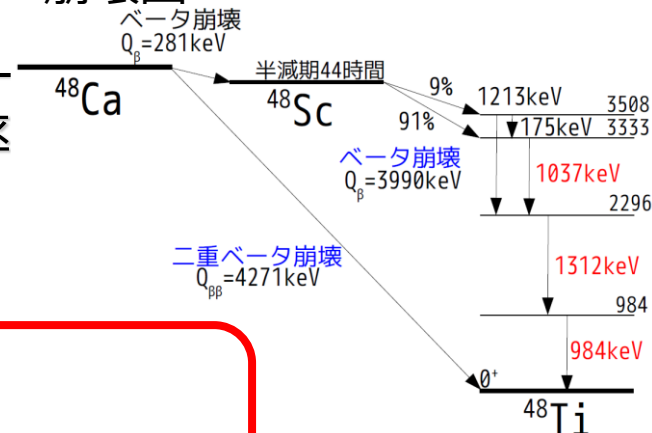 ベータ崩壊
Qβ=281keV
48Ca
半減期44時間
48Sc
9%
91%
1213keV
3508
175keV
3333
ベータ崩壊
Qβ=3990keV
1037keV
2296
1312keV
二重ベータ崩壊
Qββ=4271keV
984
984keV
0+
48Ti